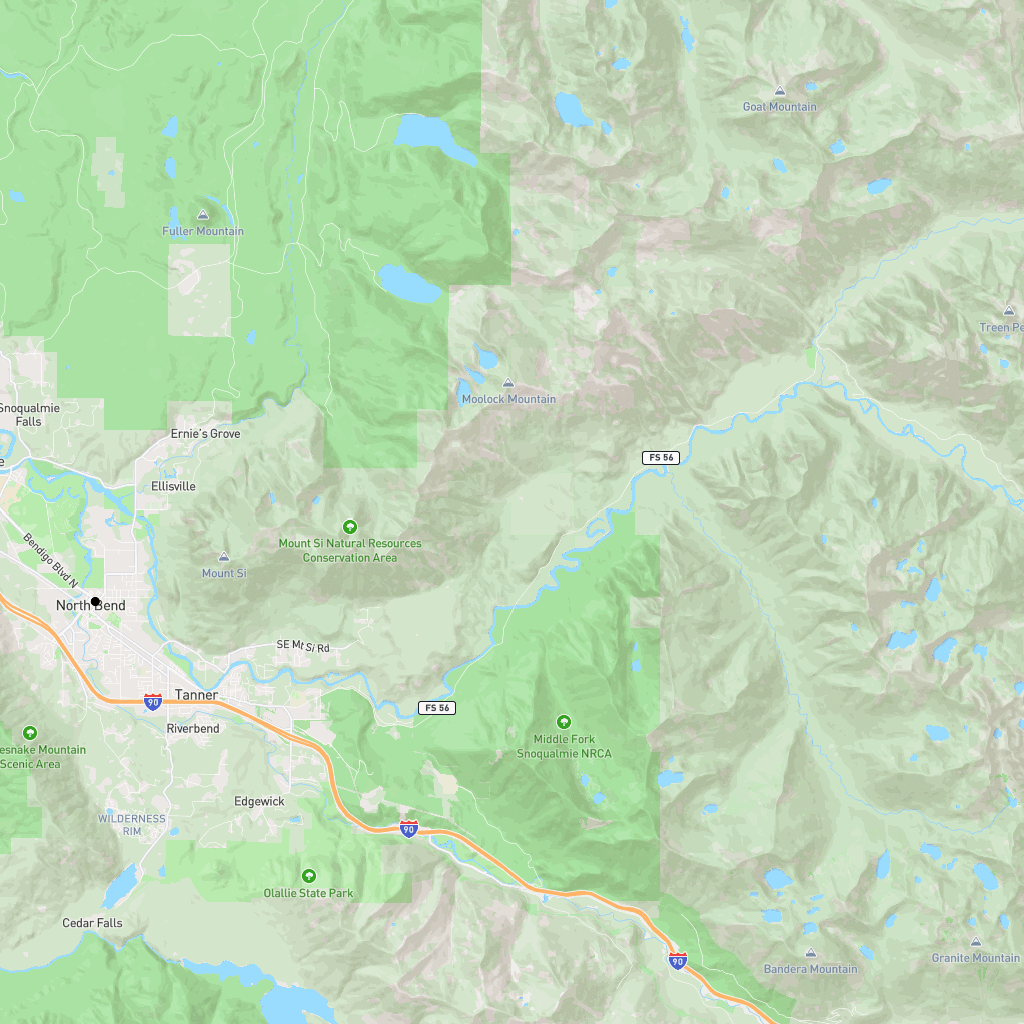 Goat Mountain
Fuller Mountain
Treen Pe
Moolock Mountain
Snoqualmie
Falls
Ernie's Grove
e
FS 56
Ellisville
Mount Si Natural Resources
Conservation Area
Bendigo Blvd N
Mount Si
North Bend
SE Mt Si Rd
Tanner
90
FS 56
Riverbend
Middle Fork
Snoqualmie NRCA
esnake Mountain
Scenic Area
Edgewick
WILDERNESS
RIM
90
Olallie State Park
Cedar Falls
90
Bandera Mountain
Granite Mountain